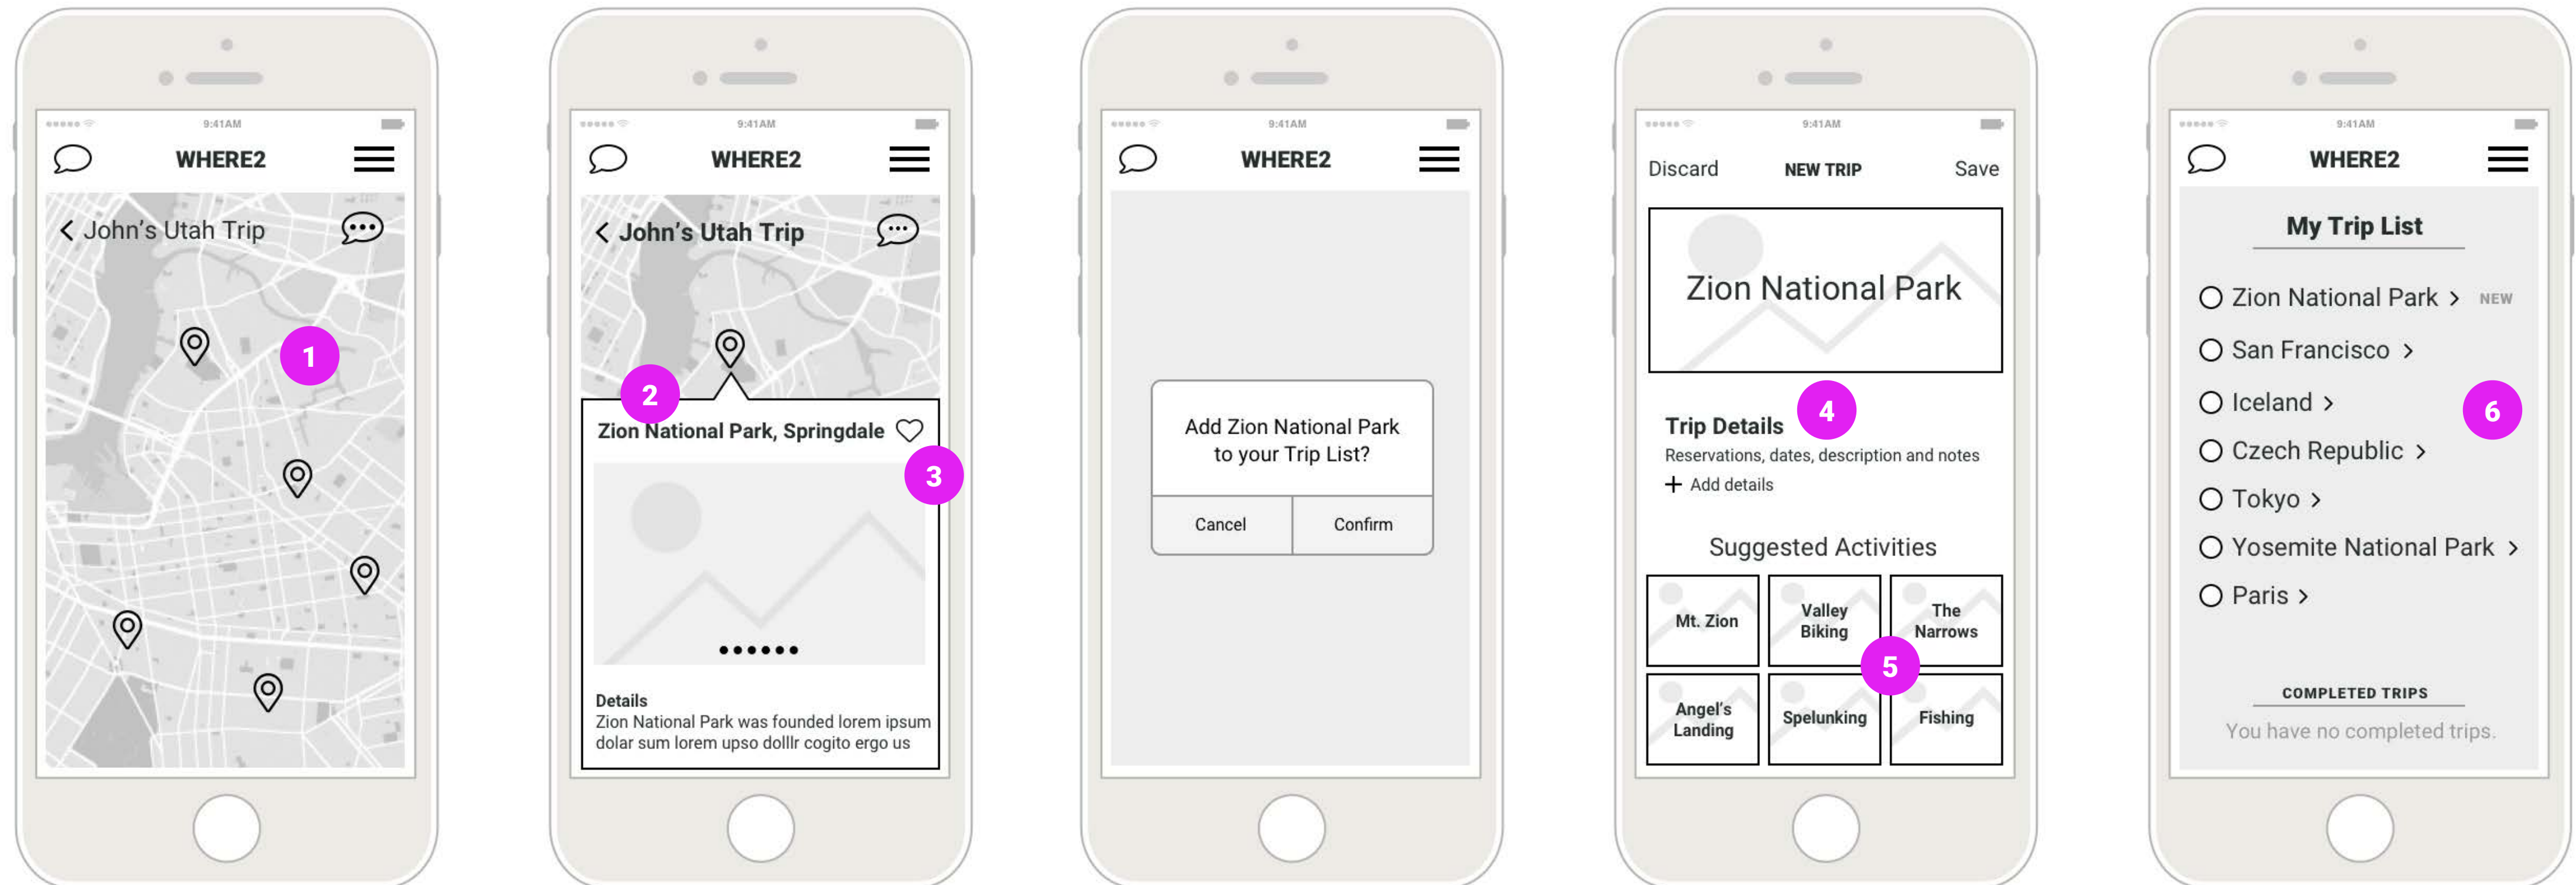 9:41AM
WHERE2
John's Utah Trip
1
9:41AM
WHERE2
John's Utah Trip
2
Zion National Park, Springdale
3
Details
Zion National Park was founded lorem ipsum
dolar sum lorem upso dolllr cogito ergo us
9:41AM
WHERE2
Add Zion National Park
to your Trip List?
Cancel
Confirm
9:41AM
Discard
NEW TRIP
Save
Zion National Park
4
Trip Details
Reservations, dates, description and notes
+ Add details
Suggested Activities
Mt. Zion
Valley
Biking
The
Narrows
5
Angel's
Landing
Spelunking
Fishing
9:41AM
WHERE2
My Trip List
Zion National Park > NEW
San Francisco >
Iceland >
6
Czech Republic >
Tokyo >
Yosemite National Park >
Paris >
COMPLETED TRIPS
You have no completed trips.